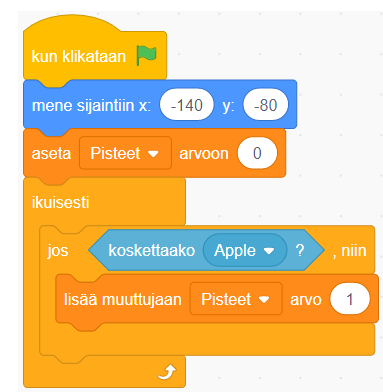 kun klikataan
mene sijaintiin x: -140 y: -80
aseta Pisteet arvoon 0
ikuisesti
jos koskettaako Apple ? , niin
lisää muuttujaan Pisteet arvo 1